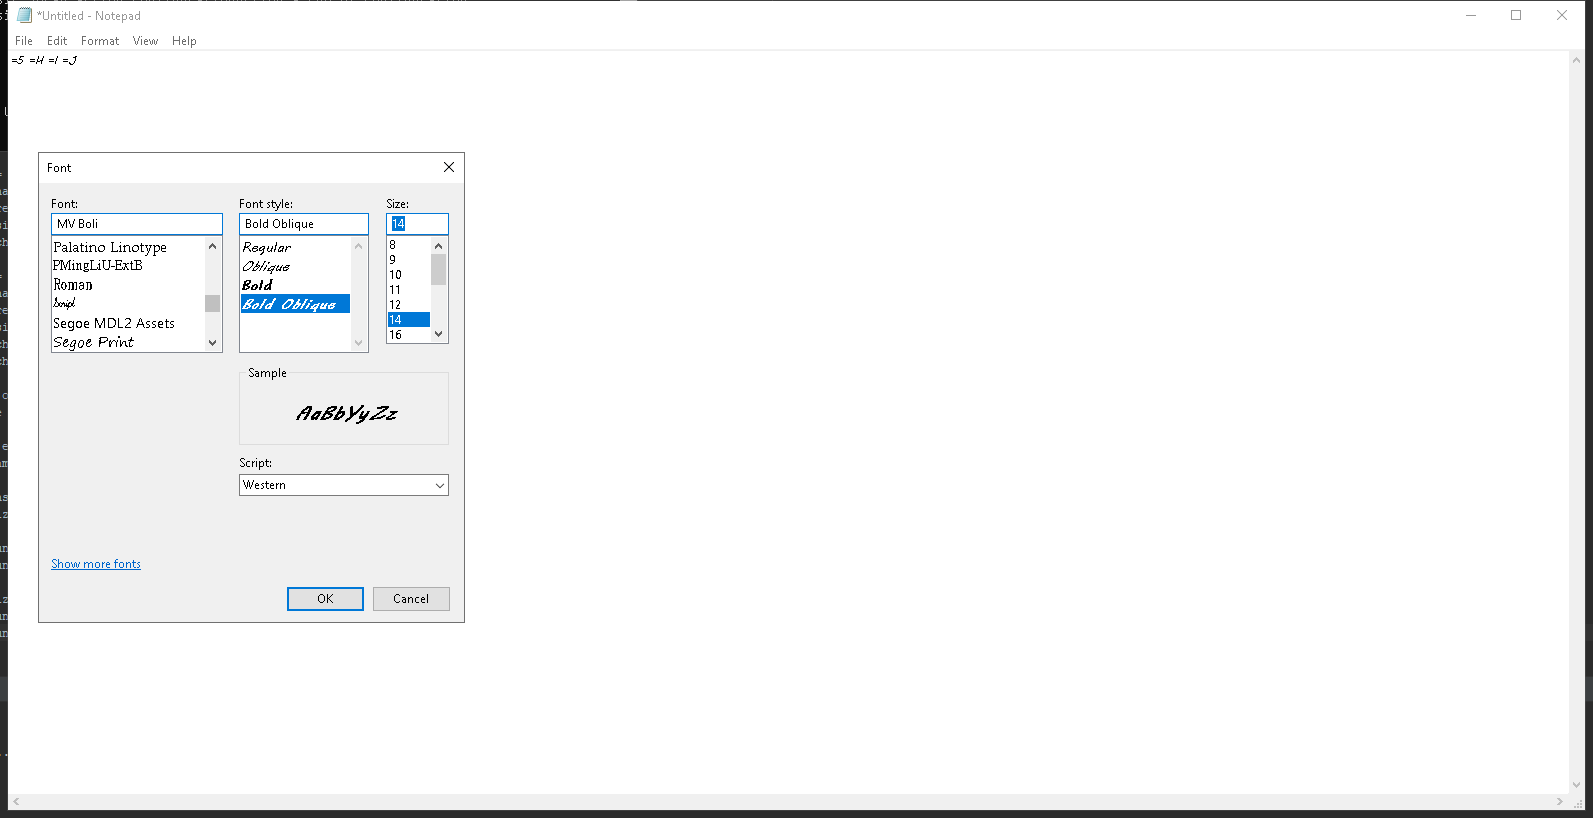 *Untitled - Notepad
File Edit Format View Help
=5 =U =1 =J
Font
Font: Font style: Size:
MV Boli Bold Oblique 14
Palatino Linotype
PMingLiU-ExtB
Roman
Script
Segoe MDL2 Assets
Segoe Print
Regular
Oblique
Bold
Bold Oblique
8
9
10
11
12
14
16
Sample
AaBbYyZz
Script:
Western
Show more fonts
OK Cancel